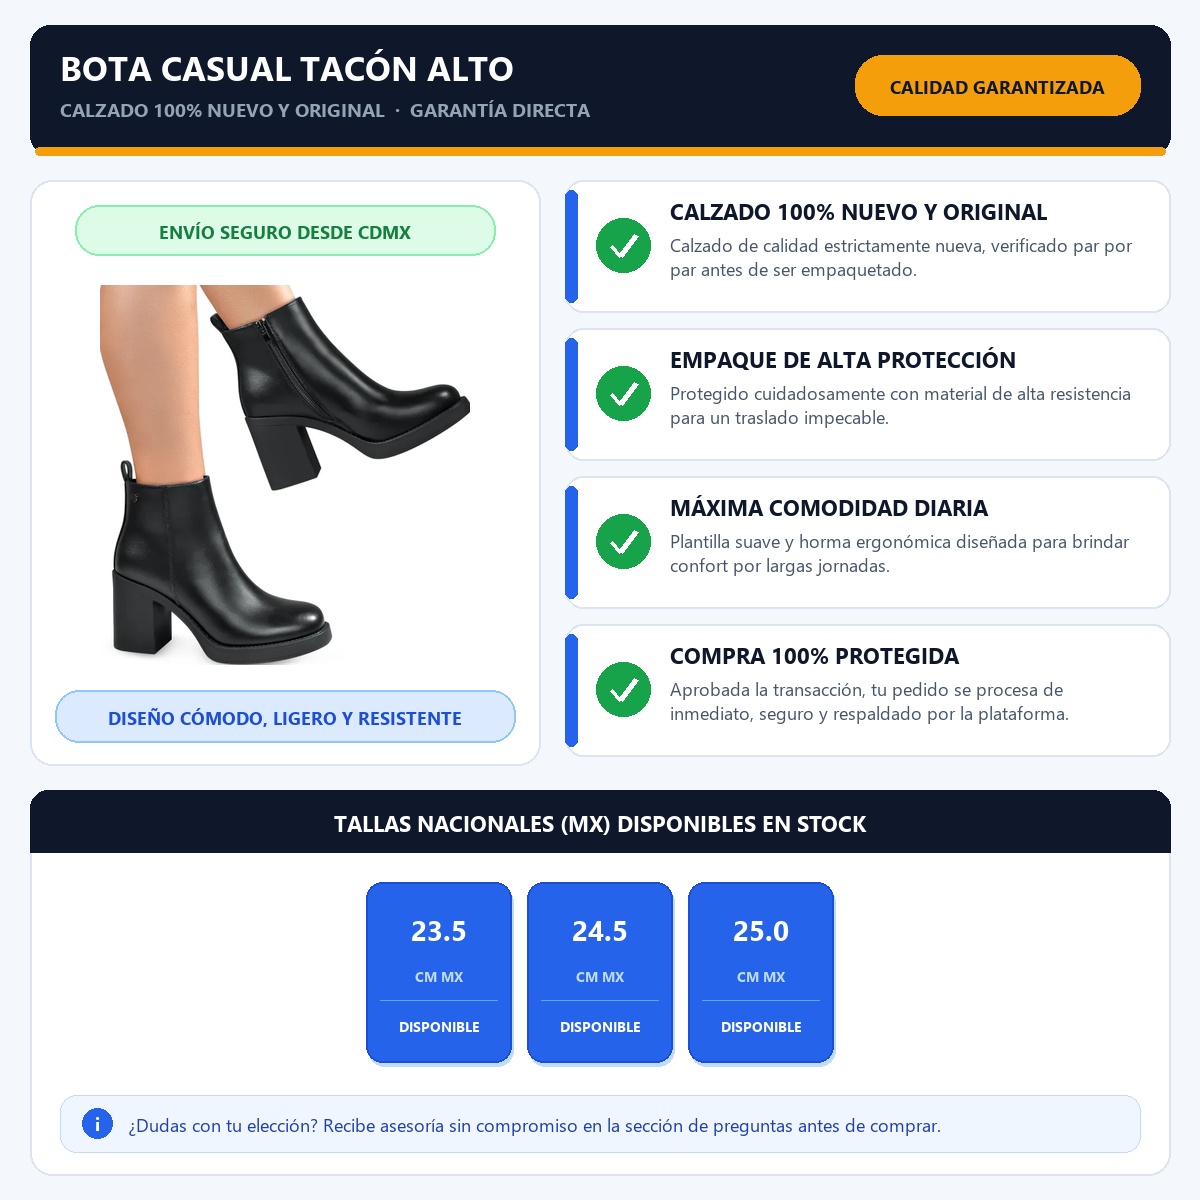 BOTA CASUAL TACÓN ALTO
CALZADO 100% NUEVO Y ORIGINAL · GARANTÍA DIRECTA
CALIDAD GARANTIZADA
ENVÍO SEGURO DESDE CDMX
DISEÑO CÓMODO, LIGERO Y RESISTENTE
CALZADO 100% NUEVO Y ORIGINAL
Calzado de calidad estrictamente nueva, verificado par por
par antes de ser empaquetado.
EMPAQUE DE ALTA PROTECCIÓN
Protegido cuidadosamente con material de alta resistencia
para un traslado impecable.
MÁXIMA COMODIDAD DIARIA
Plantilla suave y horma ergonómica diseñada para brindar
confort por largas jornadas.
COMPRA 100% PROTEGIDA
Aprobada la transacción, tu pedido se procesa de
inmediato, seguro y respaldado por la plataforma.
TALLAS NACIONALES (MX) DISPONIBLES EN STOCK
23.5
CM MX
DISPONIBLE
24.5
CM MX
DISPONIBLE
25.0
CM MX
DISPONIBLE
¿Dudas con tu elección? Recibe asesoría sin compromiso en la sección de preguntas antes de comprar.